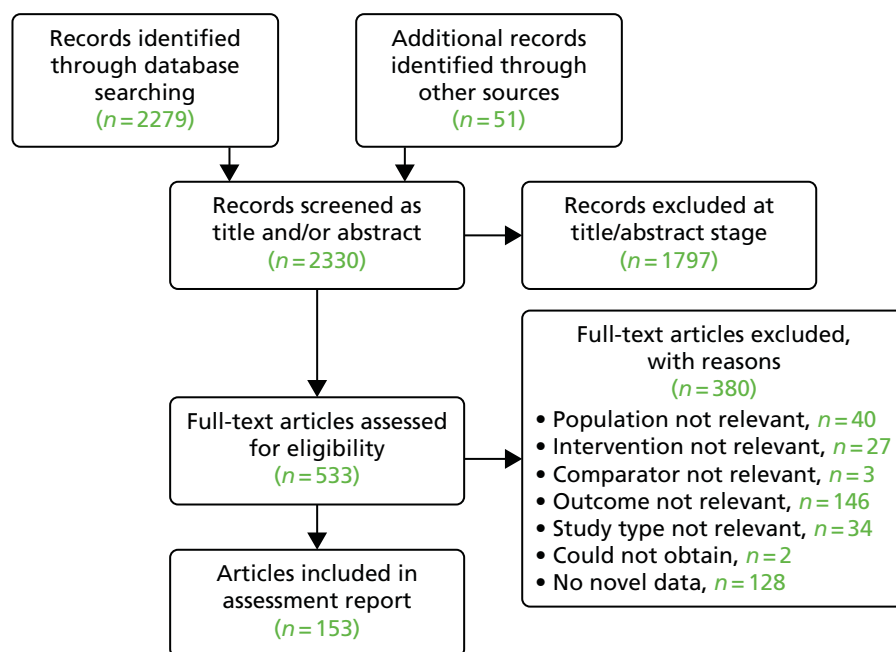 Records identified
through database
searching
(n=2279)
Additional records
identified through
other sources
(n=51)
Records screened as
title and/or abstract
(n=2330)
Records excluded at
title/abstract stage
(n=1797)
Full-text articles assessed
for eligibility
(n=533)
Full-text articles excluded,
with reasons
(n=380)
• Population not relevant, n=40
• Intervention not relevant, n=27
• Comparator not relevant, n=3
• Outcome not relevant, n=146
• Study type not relevant, n=34
• Could not obtain, n=2
• No novel data, n=128
Articles included in
assessment report
(n=153)